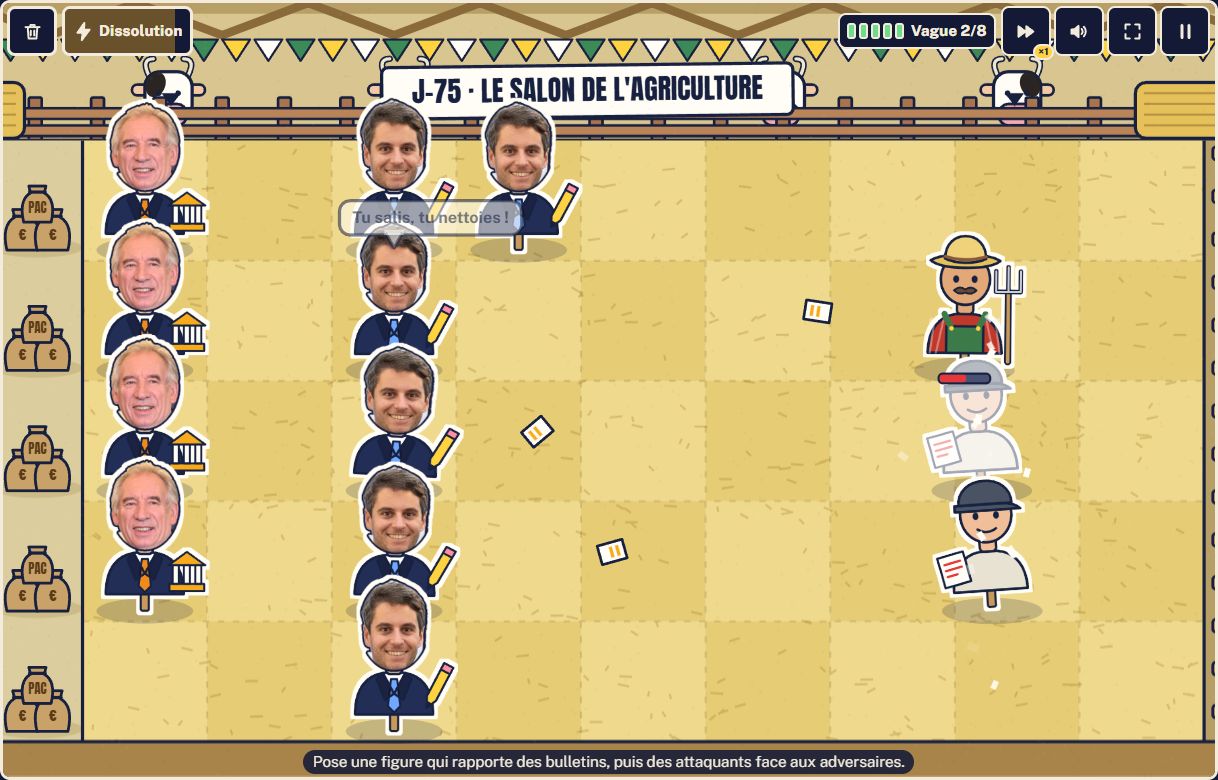 Dissolution
Vague 2/8
×1
J-75 · LE SALON DE L'AGRICULTURE
PAC
€ €
Tu salis, tu nettoies !
PAC
€ €
PAC
€ €
PAC
€ €
PAC
€ €
Pose une figure qui rapporte des bulletins, puis des attaquants face aux adversaires.